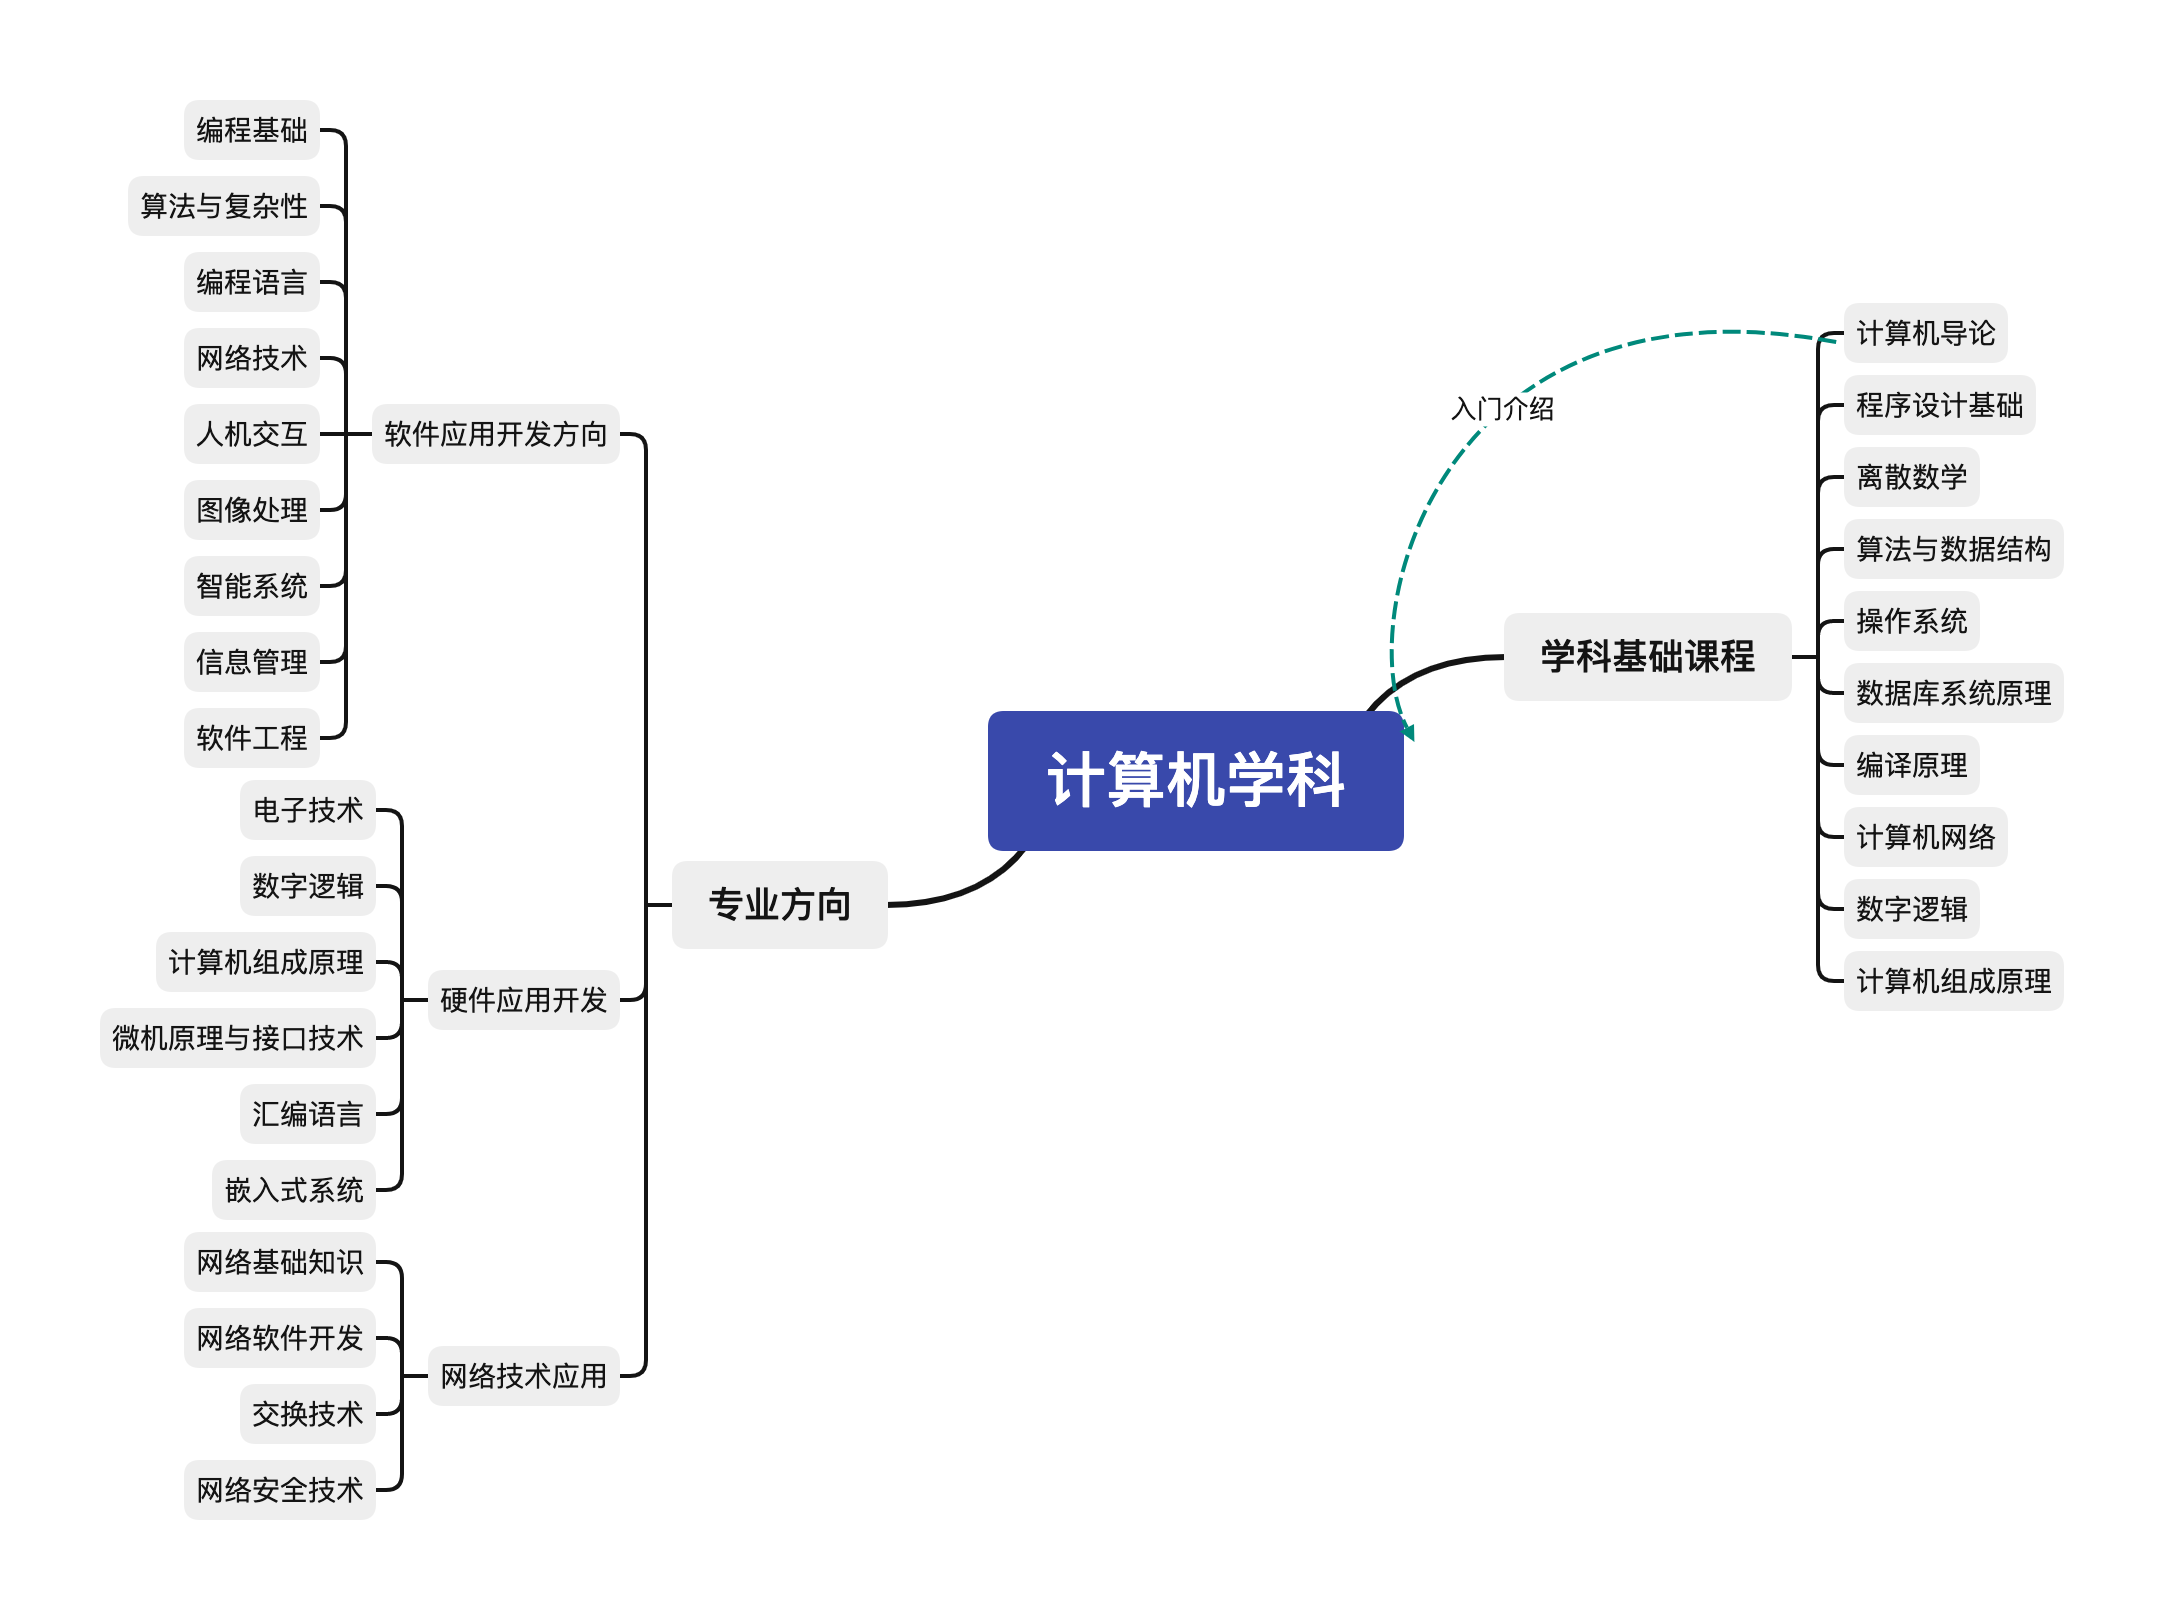 计算机学科
学科基础课程
计算机导论
程序设计基础
离散数学
算法与数据结构
操作系统
数据库系统原理
编译原理
计算机网络
数字逻辑
计算机组成原理
入门介绍
专业方向
软件应用开发方向
编程基础
算法与复杂性
编程语言
网络技术
人机交互
图像处理
智能系统
信息管理
软件工程
硬件应用开发
电子技术
数字逻辑
计算机组成原理
微机原理与接口技术
汇编语言
嵌入式系统
网络技术应用
网络基础知识
网络软件开发
交换技术
网络安全技术